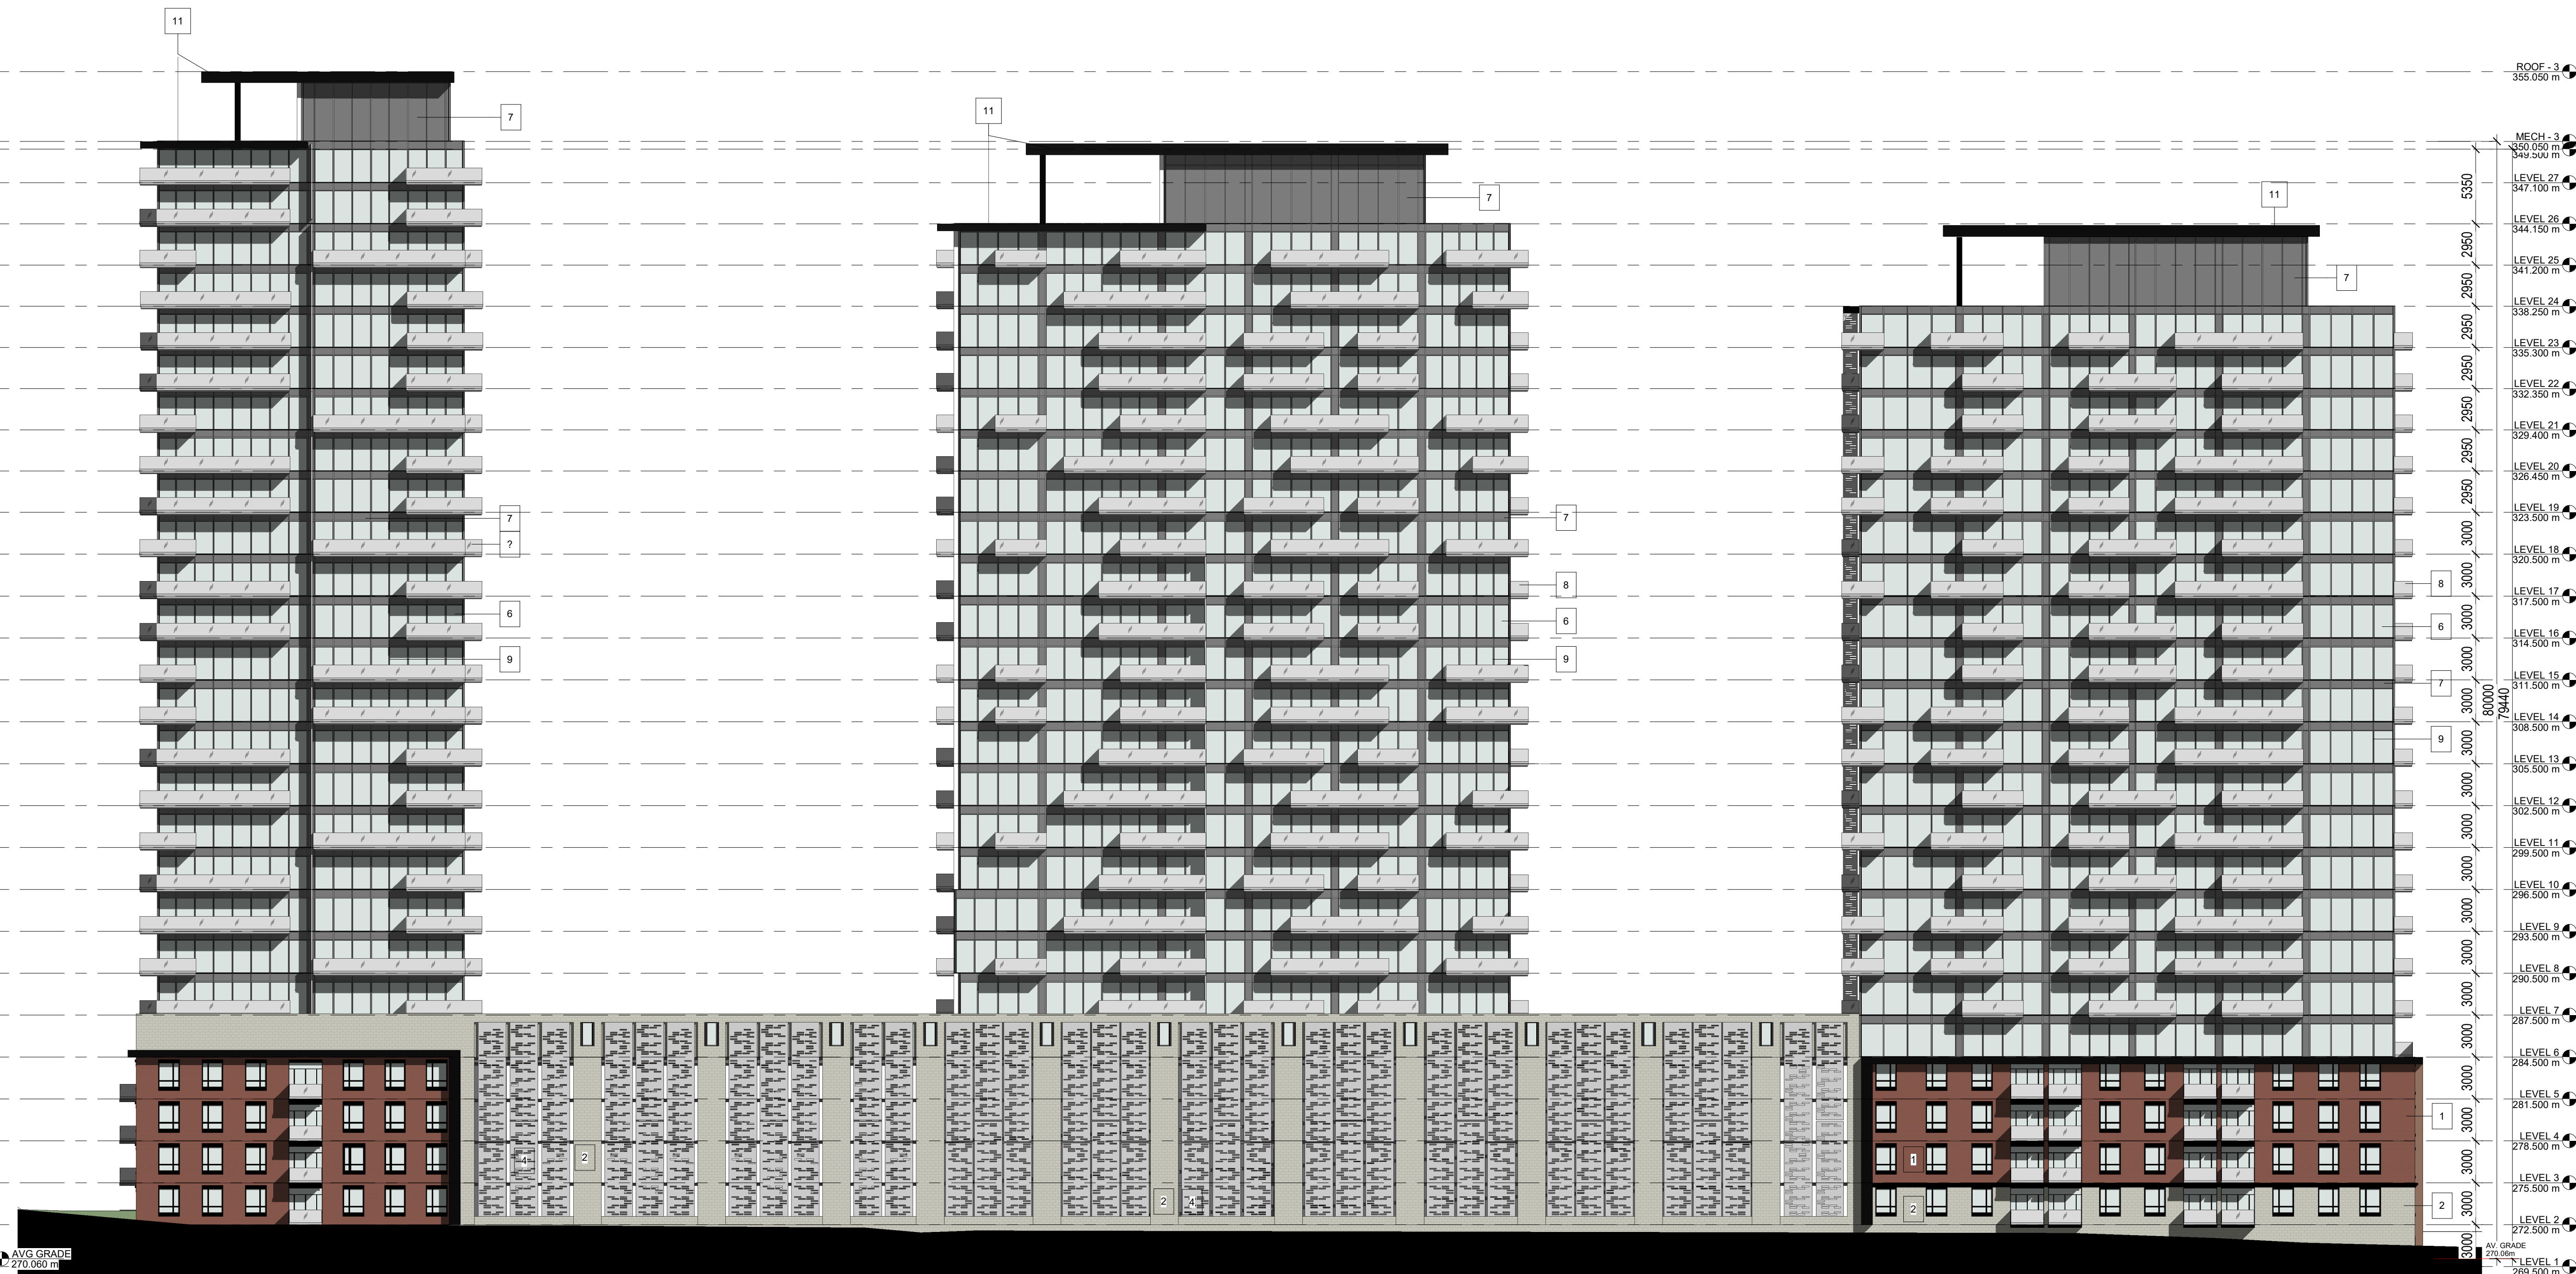 11
ROOF - 3
355.050 m
7
11
MECH - 3
350.050 m
349.500 m
LEVEL 27
347.100 m
5350
7
11
LEVEL 26
344.150 m
2950
LEVEL 25
341.200 m
7
2950
LEVEL 24
338.250 m
2950
LEVEL 23
335.300 m
2950
LEVEL 22
332.350 m
2950
LEVEL 21
329.400 m
2950
LEVEL 20
326.450 m
2950
7
7
LEVEL 19
323.500 m
?
3000
LEVEL 18
320.500 m
8
8
3000
LEVEL 17
317.500 m
6
6
6
3000
LEVEL 16
314.500 m
9
9
3000
7
LEVEL 15
311.500 m
3000
80000
79440
LEVEL 14
308.500 m
9
3000
LEVEL 13
305.500 m
3000
LEVEL 12
302.500 m
3000
LEVEL 11
299.500 m
3000
LEVEL 10
296.500 m
3000
LEVEL 9
293.500 m
3000
LEVEL 8
290.500 m
3000
LEVEL 7
287.500 m
3000
LEVEL 6
284.500 m
3000
LEVEL 5
281.500 m
1
3000
LEVEL 4
278.500 m
4
2
1
3000
LEVEL 3
275.500 m
2
4
2
2
3000
LEVEL 2
272.500 m
3000
AVG GRADE
270.060 m
AV. GRADE
270.06m
LEVEL 1
269.500 m